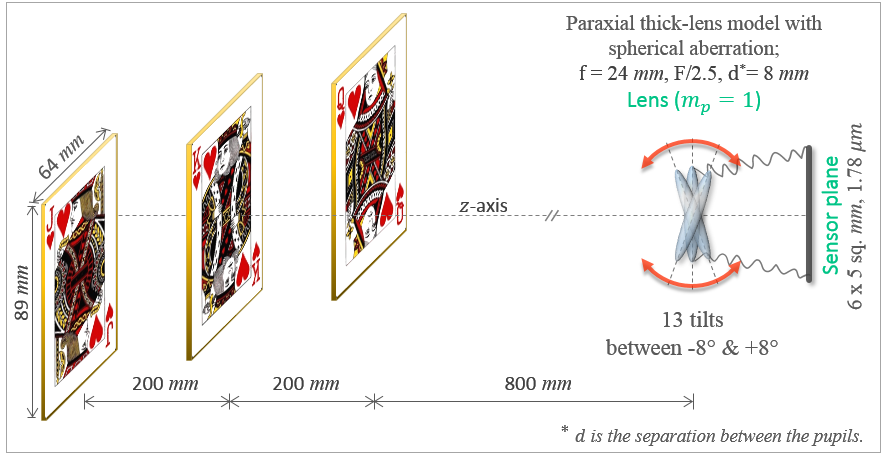 Paraxial thick-lens model with
spherical aberration;
f = 24 mm, F/2.5, d*= 8 mm
Lens (m_p = 1)
64 mm
89 mm
J
J
K
K
Q
Q
z-axis
//
Sensor plane
6 x 5 sq. mm, 1.78 μm
13 tilts
between -8° & +8°
200 mm
200 mm
800 mm
* d is the separation between the pupils.